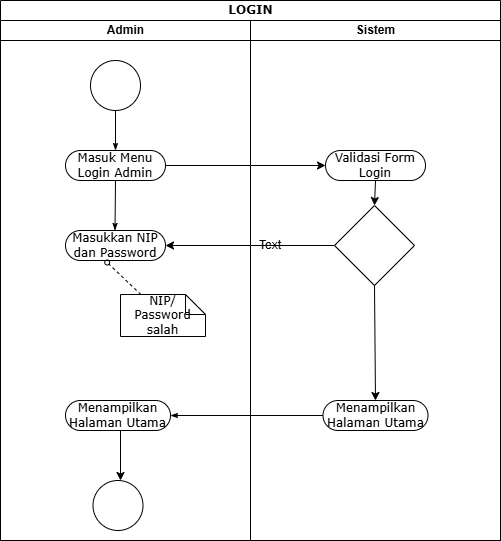 LOGIN
Admin
Sistem
Masuk Menu
Login Admin
Validasi Form
Login
Masukkan NIP
dan Password
Text
NIP/
Password
salah
Menampilkan
Halaman Utama
Menampilkan
Halaman Utama